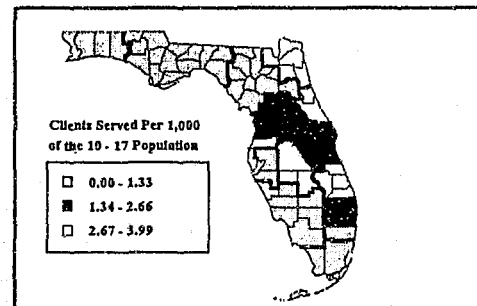 Clients Served Per 1,000
of the 10 - 17 Population
0.00 - 1.33
1.34 - 2.66
2.67 - 3.99